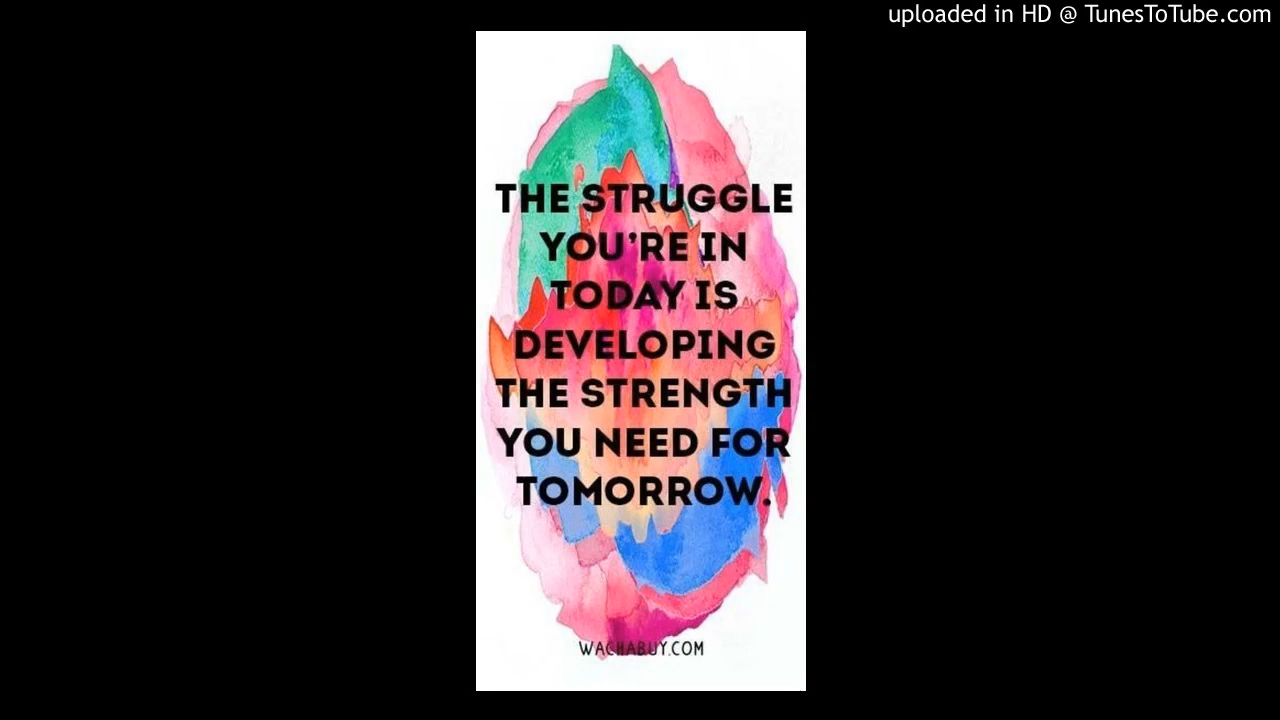 uploaded in HD @ TunesToTube.com
THE STRUGGLE
YOU'RE IN
TODAY IS
DEVELOPING
THE STRENGTH
YOU NEED FOR
TOMORROW.
WACHABUY.COM